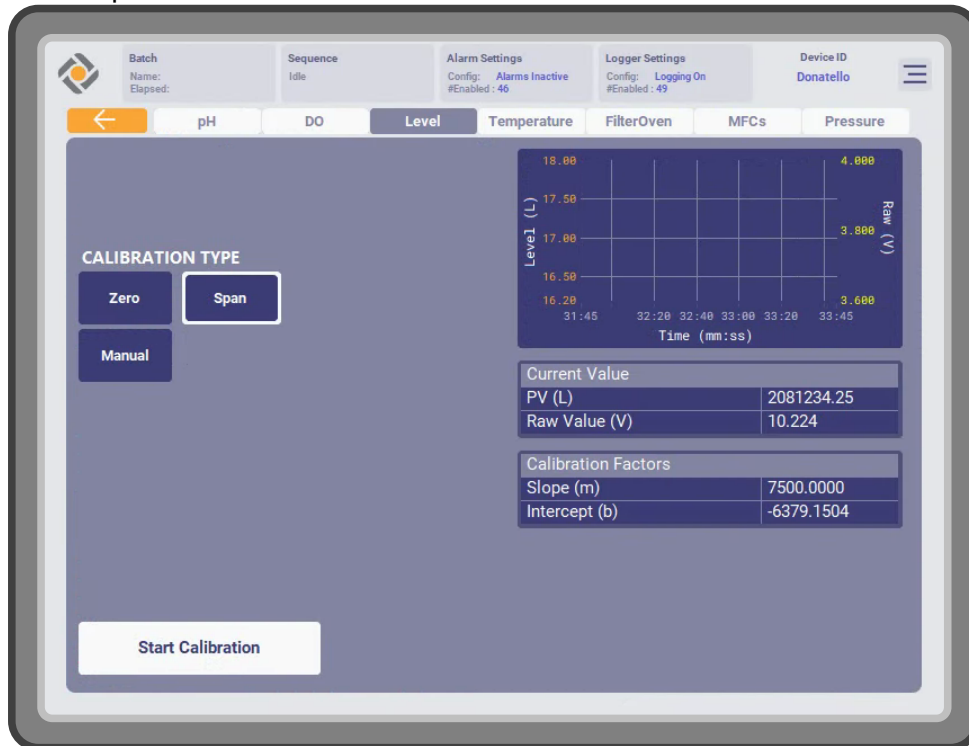 Batch
Name:
Elapsed:
Sequence
Idle
Alarm Settings
Config: Alarms Inactive
#Enabled : 46
Logger Settings
Config: Logging On
#Enabled : 49
Device ID
Donatello
pH DO Level Temperature FilterOven MFCs Pressure
CALIBRATION TYPE
Zero Span
Manual
18.00
17.50
17.00
16.50
16.20
Level (L)
4.000
3.800
3.600
Raw (V)
31:45 32:20 32:40 33:00 33:20 33:45
Time (mm:ss)
Current Value
PV (L) 2081234.25
Raw Value (V) 10.224
Calibration Factors
Slope (m) 7500.0000
Intercept (b) -6379.1504
Start Calibration